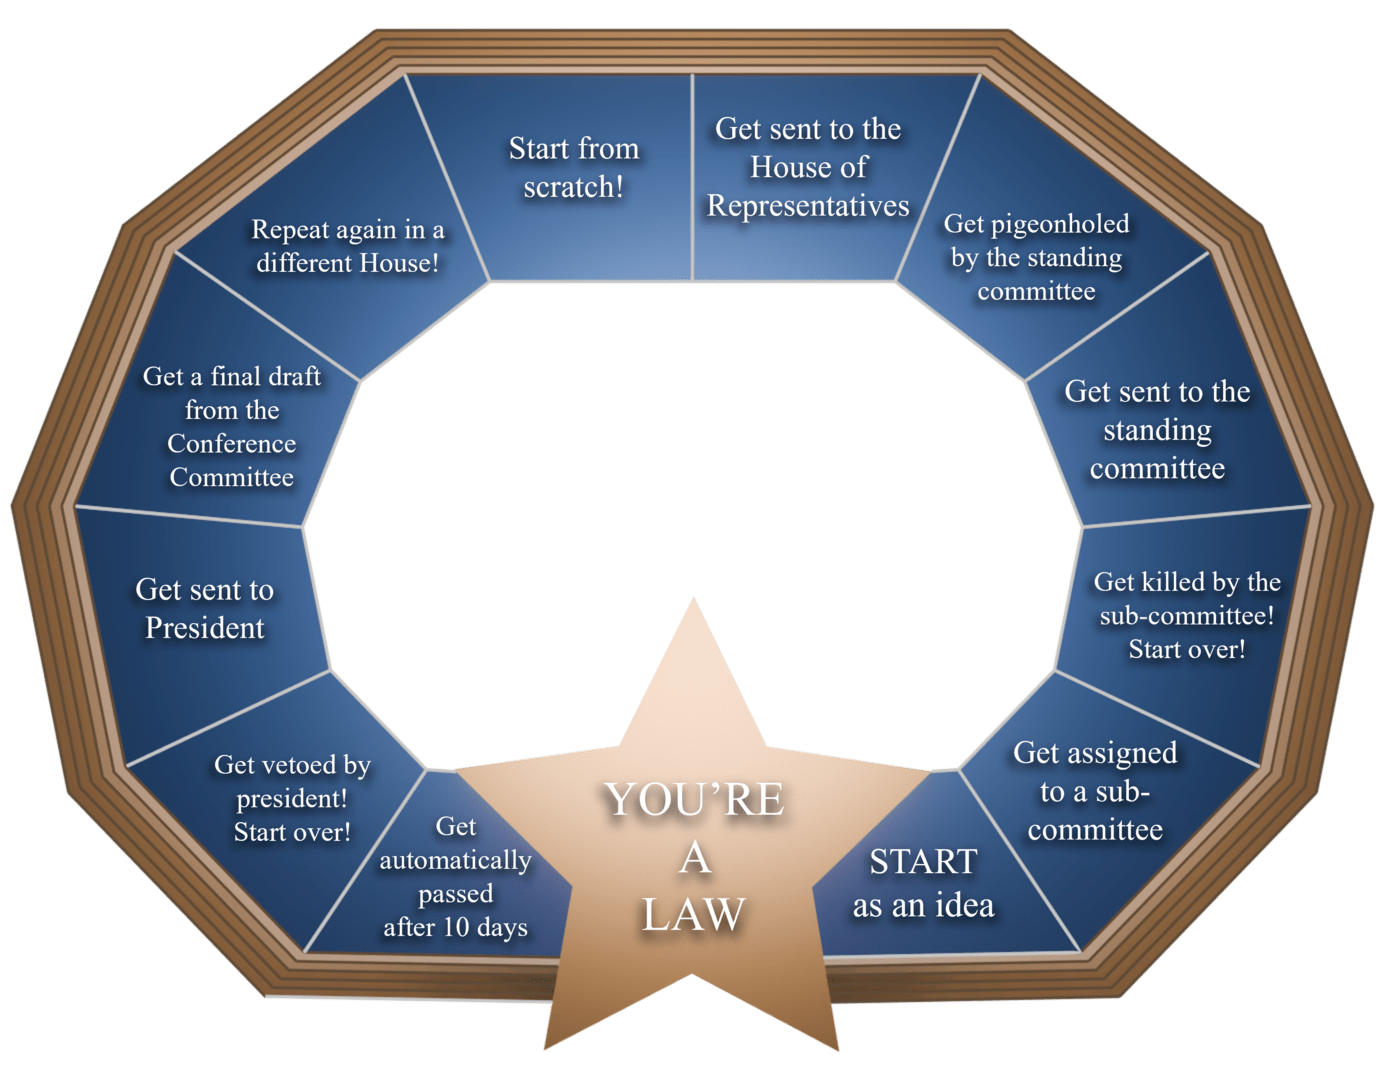 Start from
scratch!
Get sent to the
House of
Representatives
Get pigeonholed
by the standing
committee
Get sent to the
standing
committee
Get killed by the
sub-committee!
Start over!
Get assigned
to a sub-
committee
START
as an idea
YOU’RE
A
LAW
Get
automatically
passed
after 10 days
Get vetoed by
president!
Start over!
Get sent to
President
Get a final draft
from the
Conference
Committee
Repeat again in a
different House!